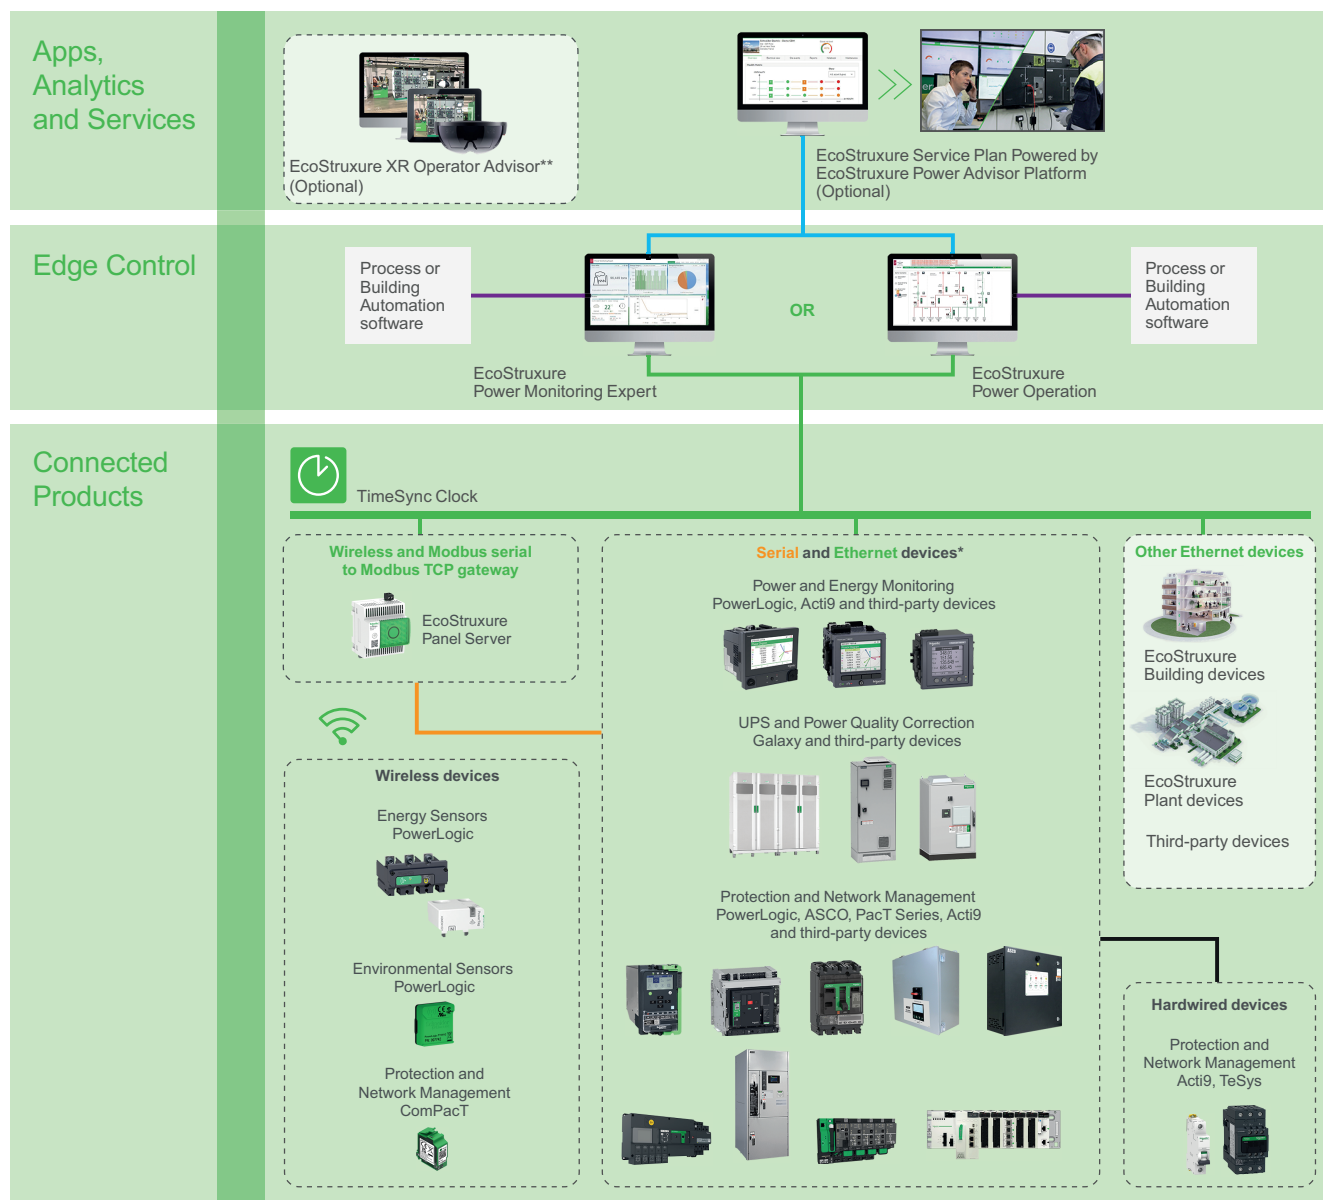 Apps,
Analytics
and Services
EcoStruxure XR Operator Advisor**
(Optional)
EcoStruxure Service Plan Powered by
EcoStruxure Power Advisor Platform
(Optional)
Edge Control
Process or
Building
Automation
software
OR
Process or
Building
Automation
software
EcoStruxure
Power Monitoring Expert
EcoStruxure
Power Operation
Connected
Products
TimeSync Clock
Wireless and Modbus serial
to Modbus TCP gateway
EcoStruxure
Panel Server
Serial and Ethernet devices*
Power and Energy Monitoring
PowerLogic, Acti9 and third-party devices
UPS and Power Quality Correction
Galaxy and third-party devices
Protection and Network Management
PowerLogic, ASCO, PacT Series, Acti9
and third-party devices
Other Ethernet devices
EcoStruxure
Building devices
EcoStruxure
Plant devices
Third-party devices
Wireless devices
Energy Sensors
PowerLogic
Environmental Sensors
PowerLogic
Protection and
Network Management
ComPacT
Hardwired devices
Protection and
Network Management
Acti9, TeSys